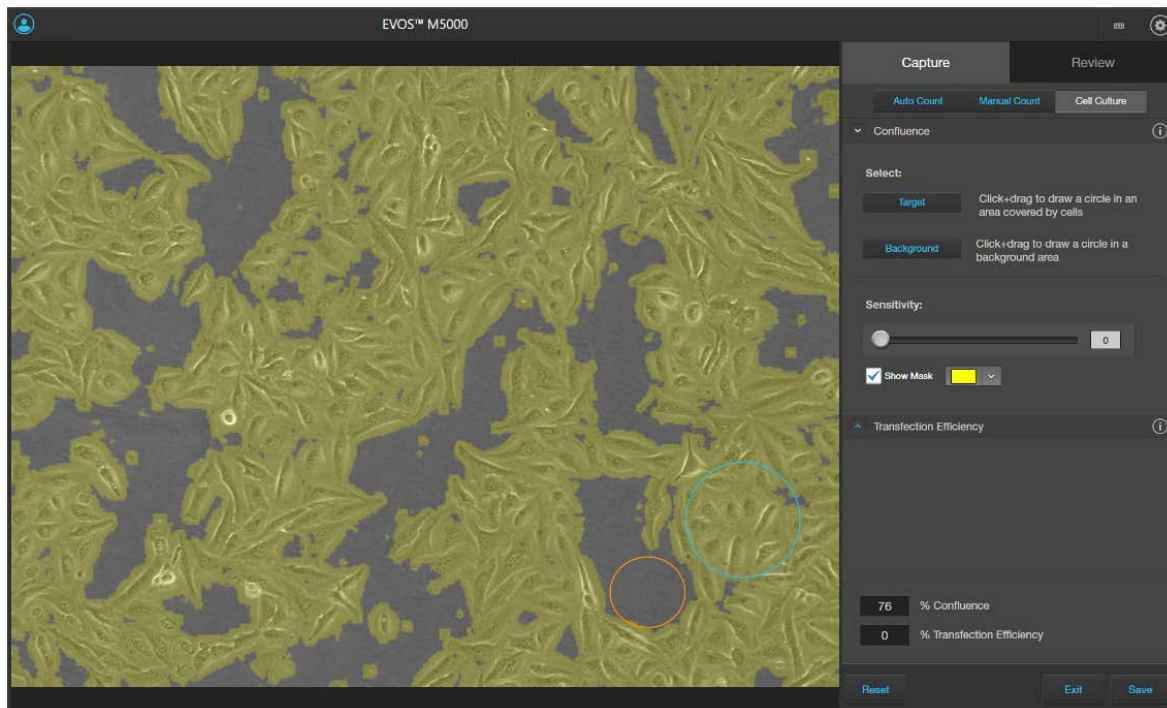 EVOS™ M5000
Capture
Review
Auto Count
Manual Count
Cell Culture
Confluence
Select:
Target
Click+drag to draw a circle in an
area covered by cells
Background
Click+drag to draw a circle in a
background area
Sensitivity:
0
Show Mask
Transfection Efficiency
76 % Confluence
0 % Transfection Efficiency
Reset
Exit
Save